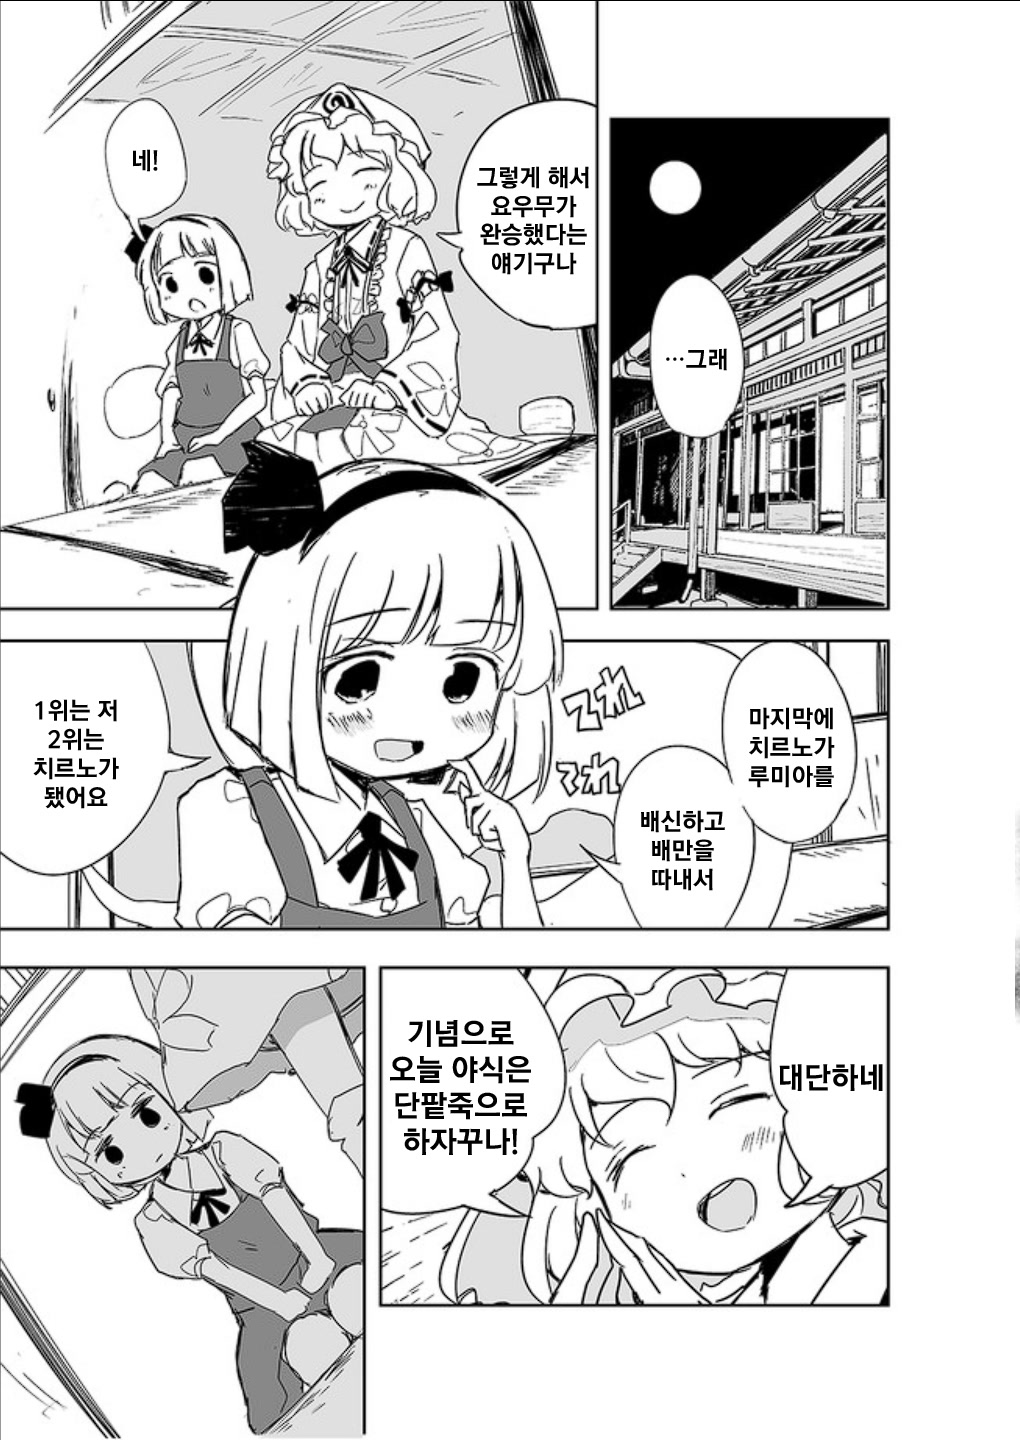 …그래
그렇게 해서
요우무가
완승했다는
얘기구나
네!
마지막에
치르노가
루미아를
배신하고
배만을
따내서
てれ
てれ
1위는 저
2위는
치르노가
됐어요
대단하네
기념으로
오늘 야식은
단팥죽으로
하자꾸나!